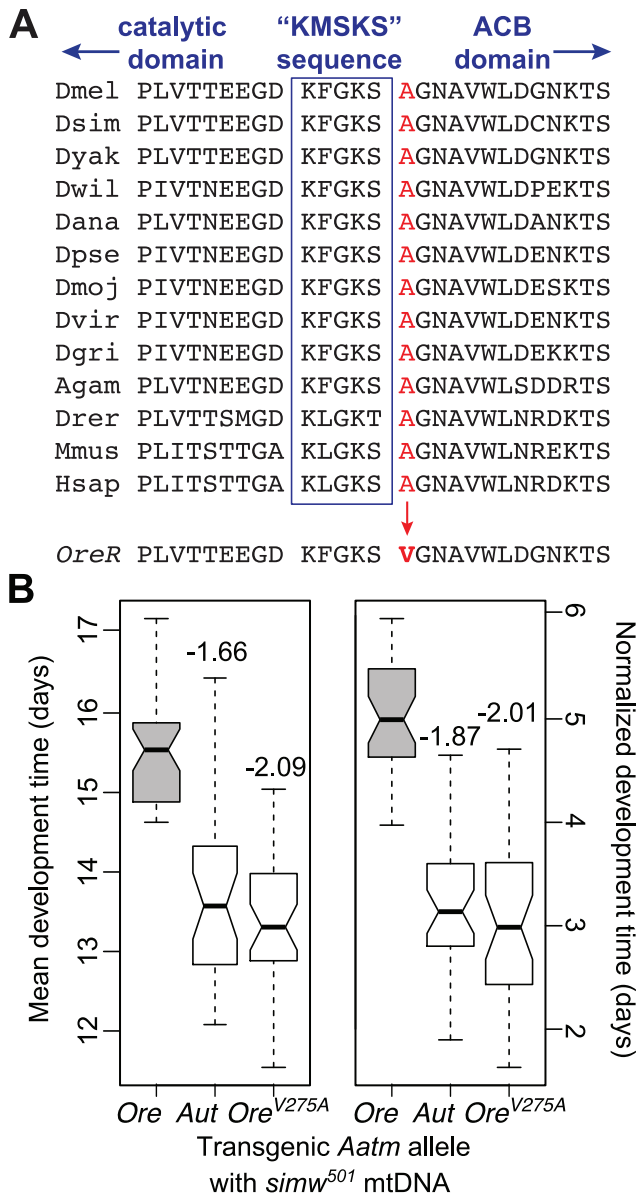 A
catalytic domain
“KMSKS” sequence
ACB domain
Dmel PLVTTEEGD KFGKS AGNAVWLDGNKTS
Dsim PLVTTEEGD KFGKS AGNAVWLDCNKTS
Dyak PLVTTEEGD KFGKS AGNAVWLDGNKTS
Dwil PIVTNEEGD KFGKS AGNAVWLDPEKTS
Dana PLVTNEEGD KFGKS AGNAVWLDANKTS
Dpse PIVTNEEGD KFGKS AGNAVWLDENKTS
Dmoj PIVTNEEGD KFGKS AGNAVWLDESKTS
Dvir PIVTNEEGD KFGKS AGNAVWLDENKTS
Dgri PIVTNEEGD KFGKS AGNAVWLDEKKTS
Agam PLVTNEEGD KFGKS AGNAVWLSDDRTS
Drer PLVTTSMGD KLGKT AGNAVWLNRDKTS
Mmus PLITSTTGA KLGKS AGNAVWLNREKTS
Hsap PLITSTTGA KLGKS AGNAVWLNRDKTS
OreR PLVTTEEGD KFGKS VGNAVWLDGNKTS
B
Mean development time (days)
17
16
15
14
13
12
-1.66
-2.09
Ore Aut Ore^V275A
-1.87
-2.01
Ore Aut Ore^V275A
6
5
4
3
2
Normalized development time (days)
Transgenic Aatm allele
with simw^501 mtDNA